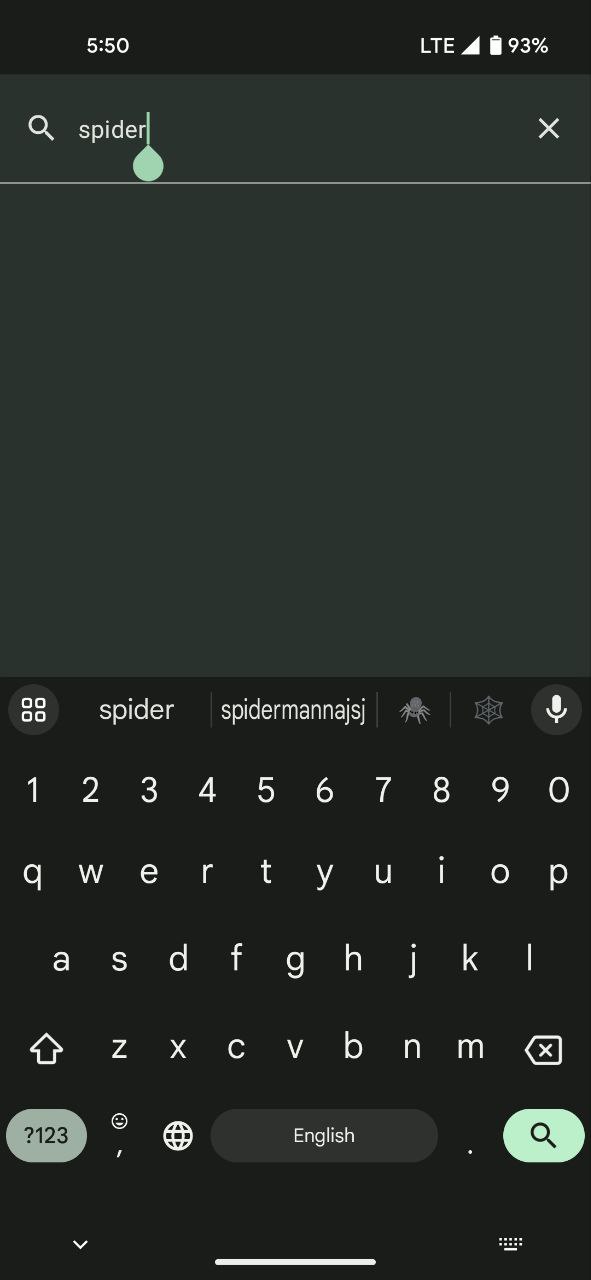 5:50 LTE 93%
spider
spider spidermannajsj
1 2 3 4 5 6 7 8 9 0
q w e r t y u i o p
a s d f g h j k l
z x c v b n m
?123 , English .